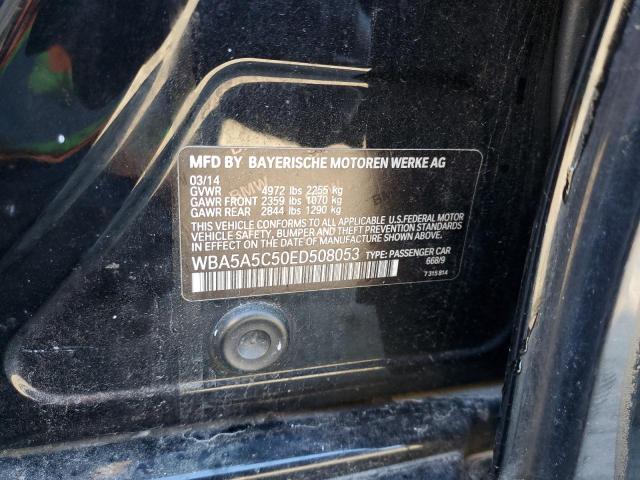 MFD BY BAYERISCHE MOTOREN WERKE AG
03/14
GVWR 4972 lbs 2255 kg
GAWR FRONT 2359 lbs 1070 kg
GAWR REAR 2844 lbs 1290 kg
THIS VEHICLE CONFORMS TO ALL APPLICABLE U.S.FEDERAL MOTOR
VEHICLE SAFETY, BUMPER AND THEFT PREVENTION STANDARDS
IN EFFECT ON THE DATE OF MANUFACTURE SHOWN ABOVE.
WBA5A5C50ED508053 TYPE: PASSENGER CAR
668/9
7 315 814